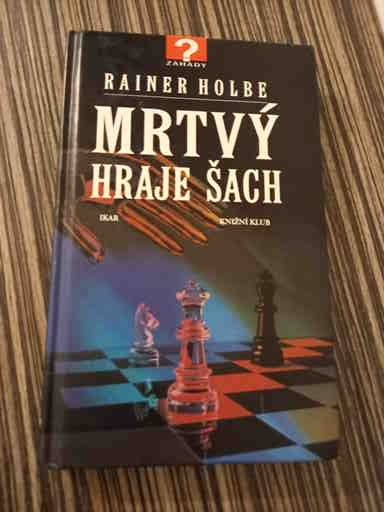 ?
ZÁHADY
RAINER HOLBE
MRTVÝ
HRAJE ŠACH
IKAR
KNIŽNÍ KLUB